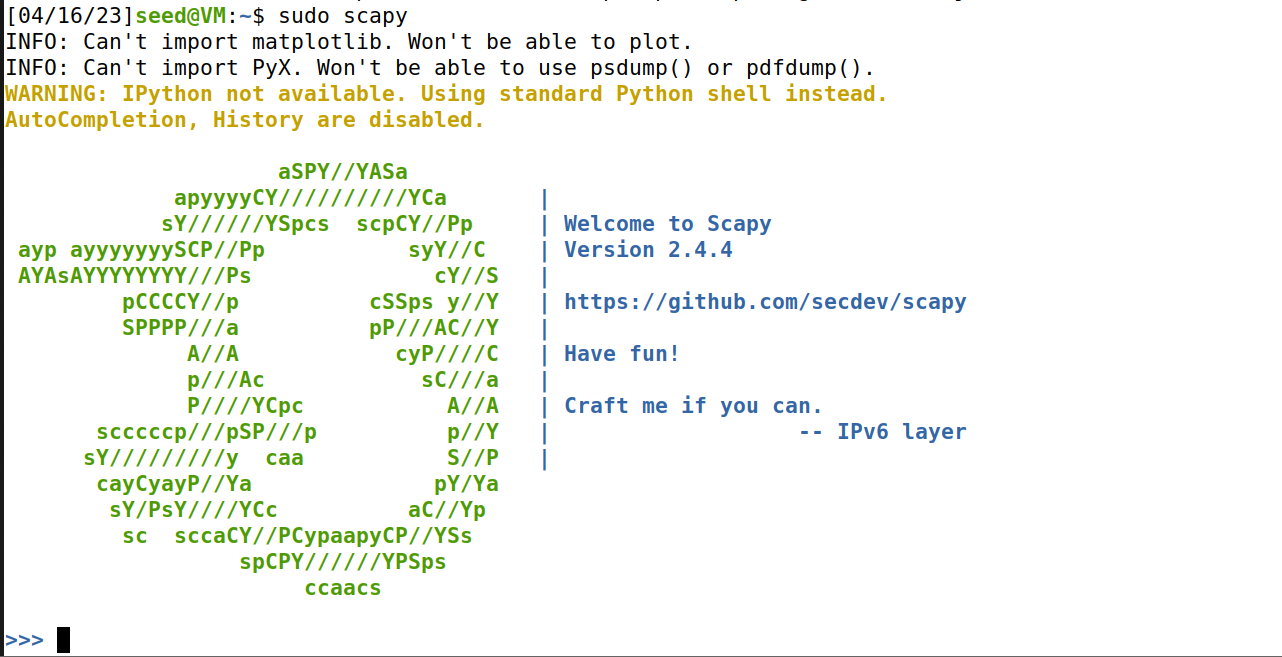 [04/16/23]seed@VM:~$ sudo scapy
INFO: Can't import matplotlib. Won't be able to plot.
INFO: Can't import PyX. Won't be able to use psdump() or pdfdump().
WARNING: IPython not available. Using standard Python shell instead.
AutoCompletion, History are disabled.

                     aSPY//YASa
             apyyyyCY//////////YCa       |
            sY//////YSpcs  scpCY//Pp     | Welcome to Scapy
 ayp ayyyyyyySCP//Pp           syY//C    | Version 2.4.4
 AYAsAYYYYYYYY///Ps              cY//S   |
         pCCCCY//p          cSSps y//Y   | https://github.com/secdev/scapy
         SPPPP///a          pP///AC//Y   |
              A//A            cyP////C   | Have fun!
              p///Ac            sC///a   |
              P////YCpc           A//A   | Craft me if you can.
       scccccp///pSP///p          p//Y   |                   -- IPv6 layer
      sY/////////y  caa           S//P   |
       cayCyayP//Ya              pY/Ya
        sY/PsY////YCc          aC//Yp
         sc  sccaCY//PCypaapyCP//YSs
                  spCPY//////YPSps
                       ccaacs

>>>